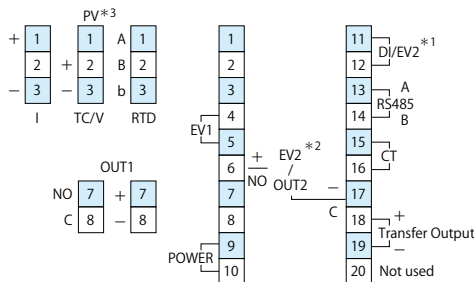 PV*3
+ 1 1 A 1
2 + 2 B 2
− 3 − 3 b 3
I TC/V RTD
OUT1
NO 7 + 7
C 8 − 8
1
2
3
4
EV1
5
6
7
8
9
POWER
10
+
NO
EV2*2
/
OUT2
−
C
11
DI/EV2*1
12
13 A
RS485
14 B
15
CT
16
17
18 +
Transfer Output
19 −
20 Not used